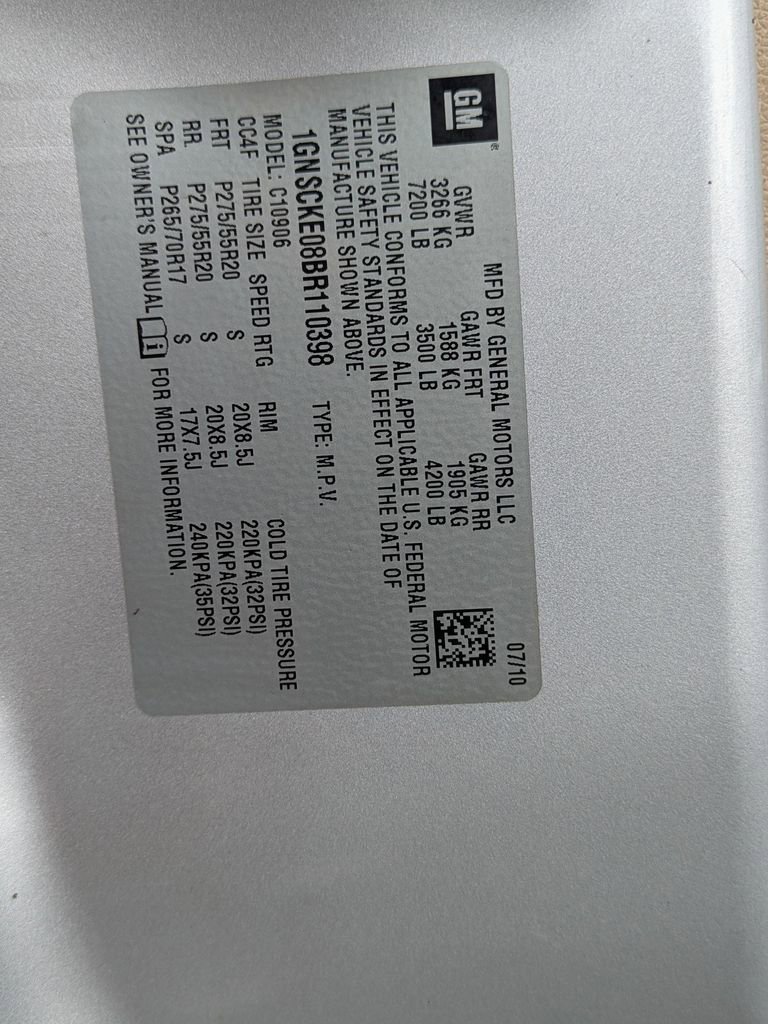 GM ®
MFD BY GENERAL MOTORS LLC 07/10
GVWR GAWR FRT GAWR RR
3266 KG 1588 KG 1905 KG
7200 LB 3500 LB 4200 LB
THIS VEHICLE CONFORMS TO ALL APPLICABLE U.S. FEDERAL MOTOR
VEHICLE SAFETY STANDARDS IN EFFECT ON THE DATE OF
MANUFACTURE SHOWN ABOVE.
1GNSCKE08BR110398 TYPE: M.P.V.
MODEL: C10906
CC4F TIRE SIZE SPEED RTG RIM COLD TIRE PRESSURE
FRT P275/55R20 S 20X8.5J 220KPA(32PSI)
RR P275/55R20 S 20X8.5J 220KPA(32PSI)
SPA P265/70R17 S 17X7.5J 240KPA(35PSI)
SEE OWNER'S MANUAL i FOR MORE INFORMATION.